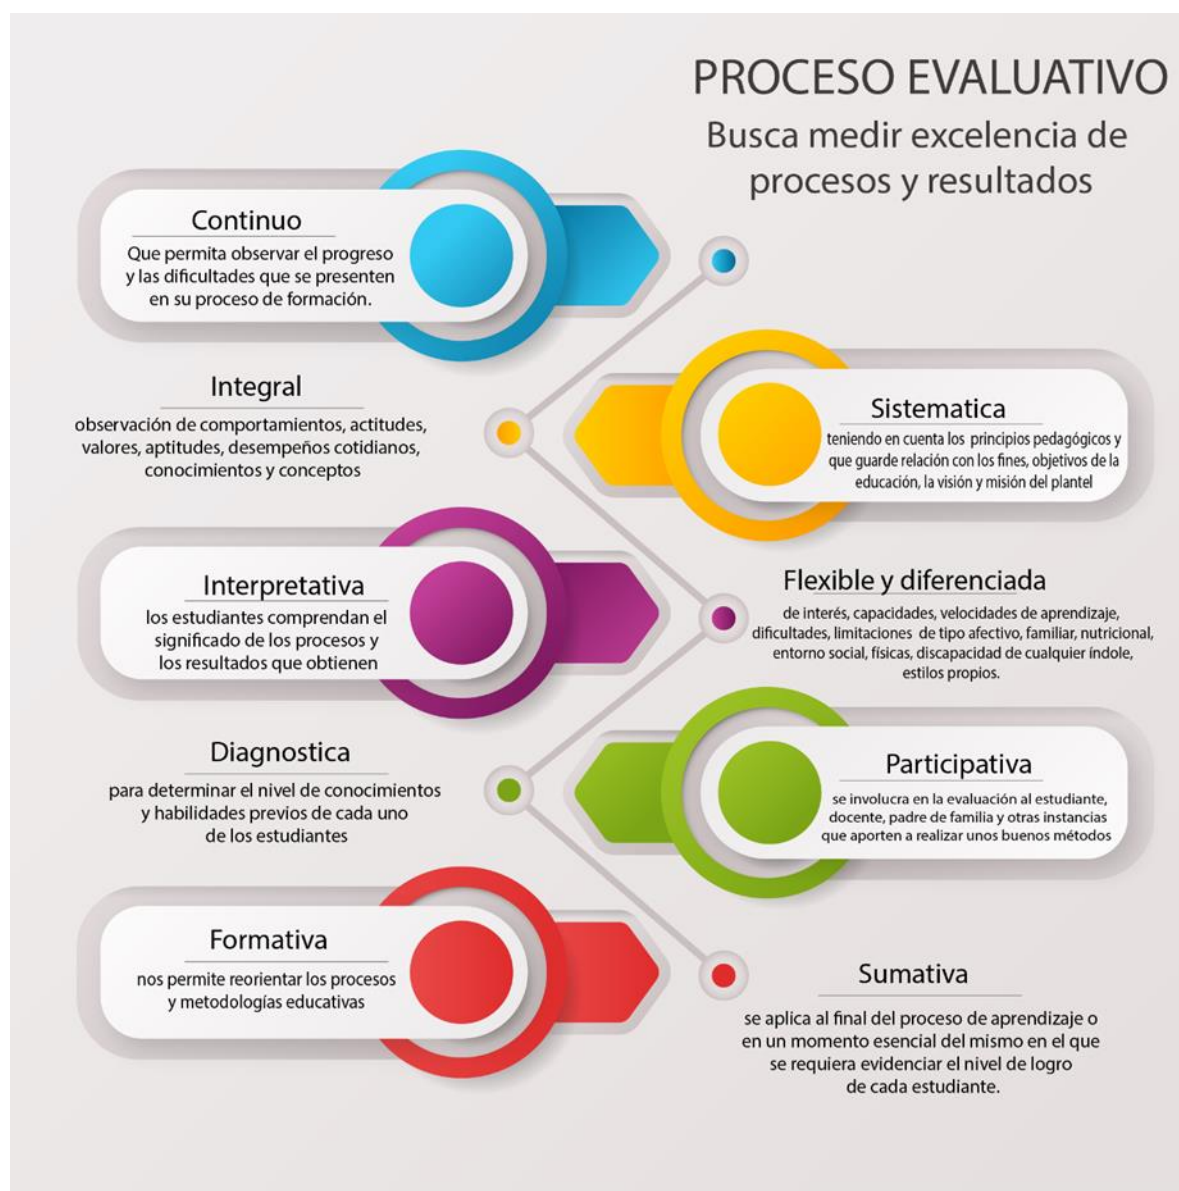 PROCESO EVALUATIVO
Busca medir excelencia de
procesos y resultados
Continuo
Que permita observar el progreso
y las dificultades que se presenten
en su proceso de formación.
Integral
observación de comportamientos, actitudes,
valores, aptitudes, desempeños cotidianos,
conocimientos y conceptos
Sistematica
teniendo en cuenta los principios pedagógicos y
que guarde relación con los fines, objetivos de la
educación, la visión y misión del plantel
Interpretativa
los estudiantes comprendan el
significado de los procesos y
los resultados que obtienen
Flexible y diferenciada
de interés, capacidades, velocidades de aprendizaje,
dificultades, limitaciones de tipo afectivo, familiar, nutricional,
entorno social, físicas, discapacidad de cualquier índole,
estilos propios.
Diagnostica
para determinar el nivel de conocimientos
y habilidades previos de cada uno
de los estudiantes
Participativa
se involucra en la evaluación al estudiante,
docente, padre de familia y otras instancias
que aporten a realizar unos buenos métodos
Formativa
nos permite reorientar los procesos
y metodologías educativas
Sumativa
se aplica al final del proceso de aprendizaje o
en un momento esencial del mismo en el que
se requiera evidenciar el nivel de logro
de cada estudiante.